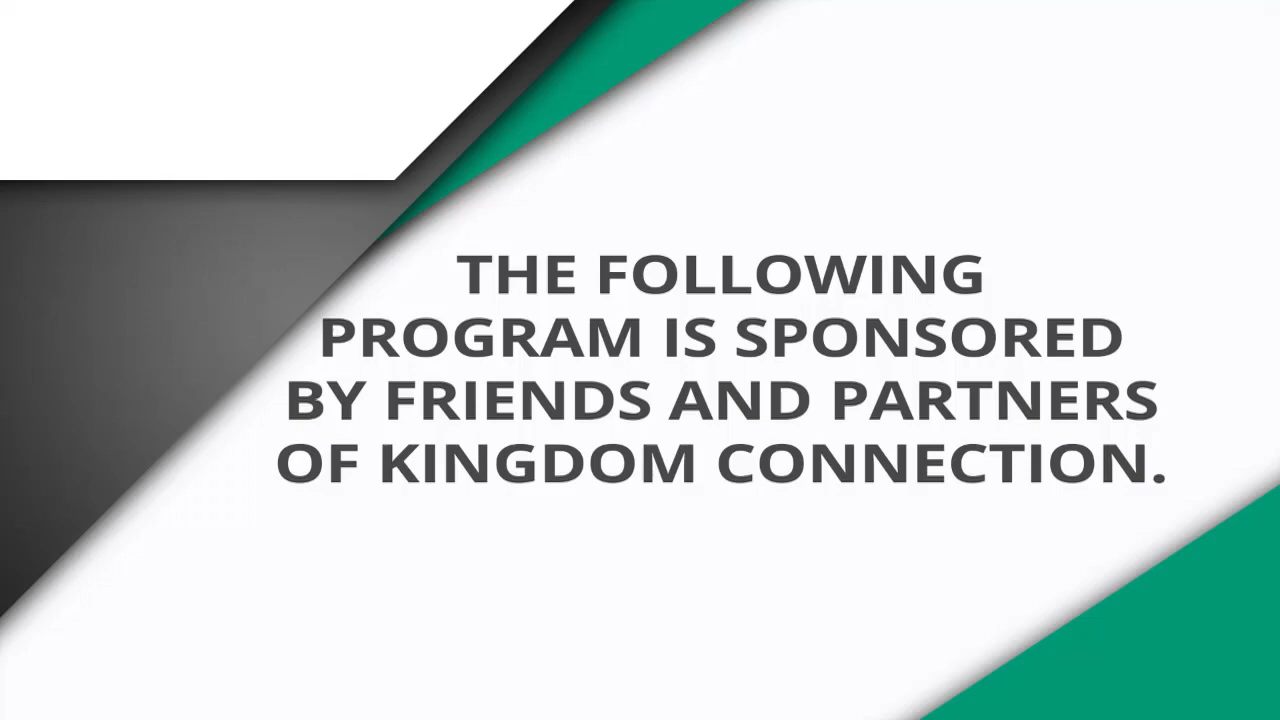 THE FOLLOWING
PROGRAM IS SPONSORED
BY FRIENDS AND PARTNERS
OF KINGDOM CONNECTION.